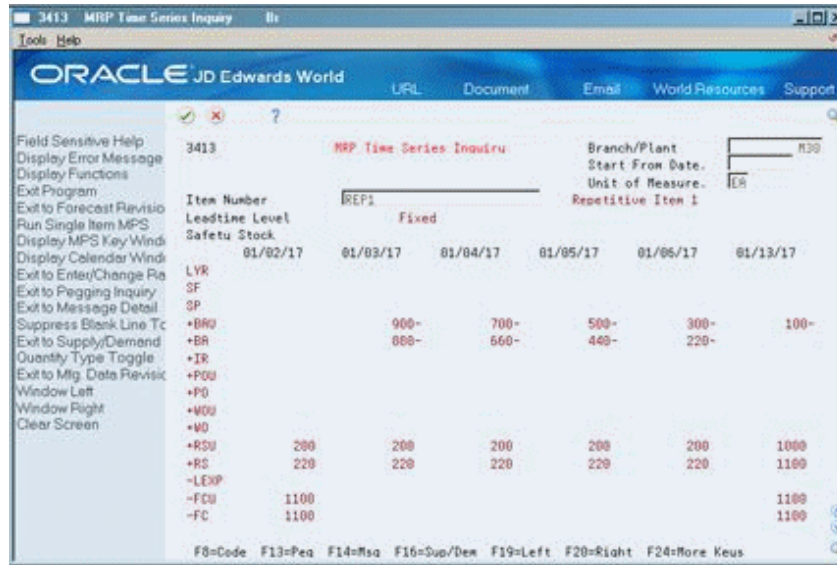 3413 MRP Time Series Inquiry
Tools Help
ORACLE JD Edwards World
URL Document Email World Resources Support
Field Sensitive Help
Display Error Message
Display Functions
Exit Program
Exit to Forecast Revisio
Run Single Item MPS
Display MPS Key Wind
Display Calendar Wind
Exit to Enter/Change Ra
Exit to Pegging Inquiry
Exit to Message Detail
Suppress Blank Line To
Exit to Supply/Demand
Quantity Type Toggle
Exit to Mfg. Data Revisic
Window Left
Window Right
Clear Screen
3413 MRP Time Series Inquiry Branch/Plant M30
Start From Date.
Unit of Measure. EA
Item Number REP1 Repetitive Item 1
Leadtime Level Fixed
Safety Stock
01/02/17 01/03/17 01/04/17 01/05/17 01/06/17 01/13/17
LYR
SF
SP
+BAU 900- 700- 500- 300- 100-
+BA 880- 660- 440- 220-
+IR
+POU
+PO
+WOU
+WO
+RSU 200 200 200 200 200 1000
+RS 220 220 220 220 220 1100
-LEXP
-FCU 1100 1100
-FC 1100 1100
F8=Code F13=Peg F14=Msg F16=Sup/Dem F19=Left F20=Right F24=More Keys